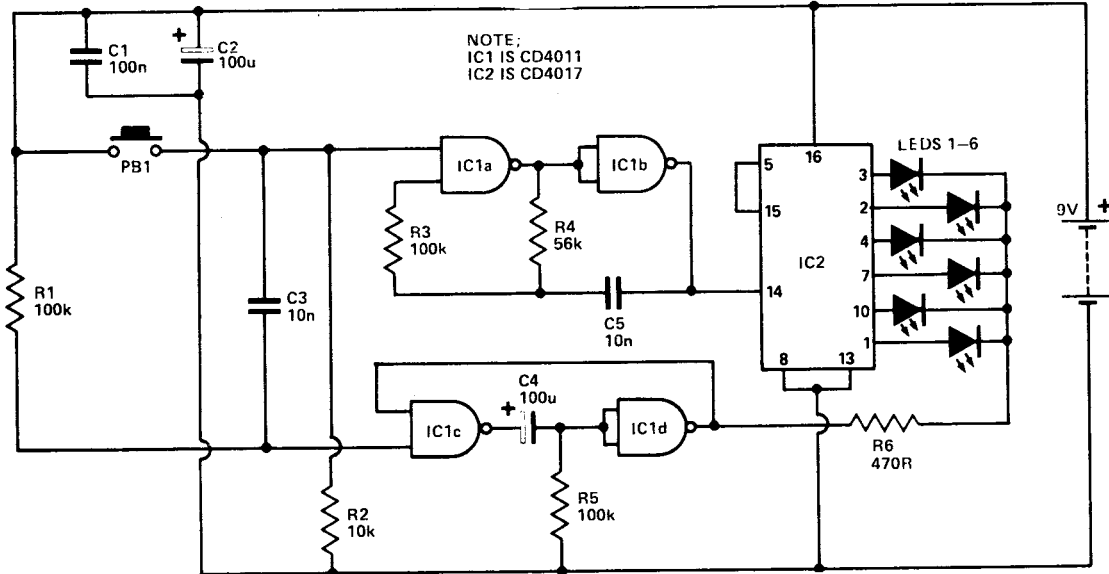 C1
100n
+
C2
100u
NOTE;
IC1 IS CD4011
IC2 IS CD4017
PB1
IC1a
IC1b
R3
100k
R4
56k
C5
10n
R1
100k
C3
10n
5
15
14
16
IC2
8
13
3
2
4
7
10
1
LEDS 1–6
9V
+
IC1c
+
C4
100u
IC1d
R2
10k
R5
100k
R6
470R